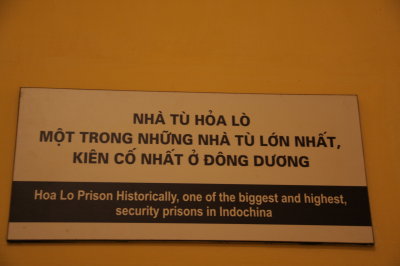 NHÀ TÙ HỎA LÒ
MỘT TRONG NHỮNG NHÀ TÙ LỚN NHẤT,
KIÊN CỐ NHẤT Ở ĐÔNG DƯƠNG
Hoa Lo Prison Historically, one of the biggest and highest,
security prisons in Indochina